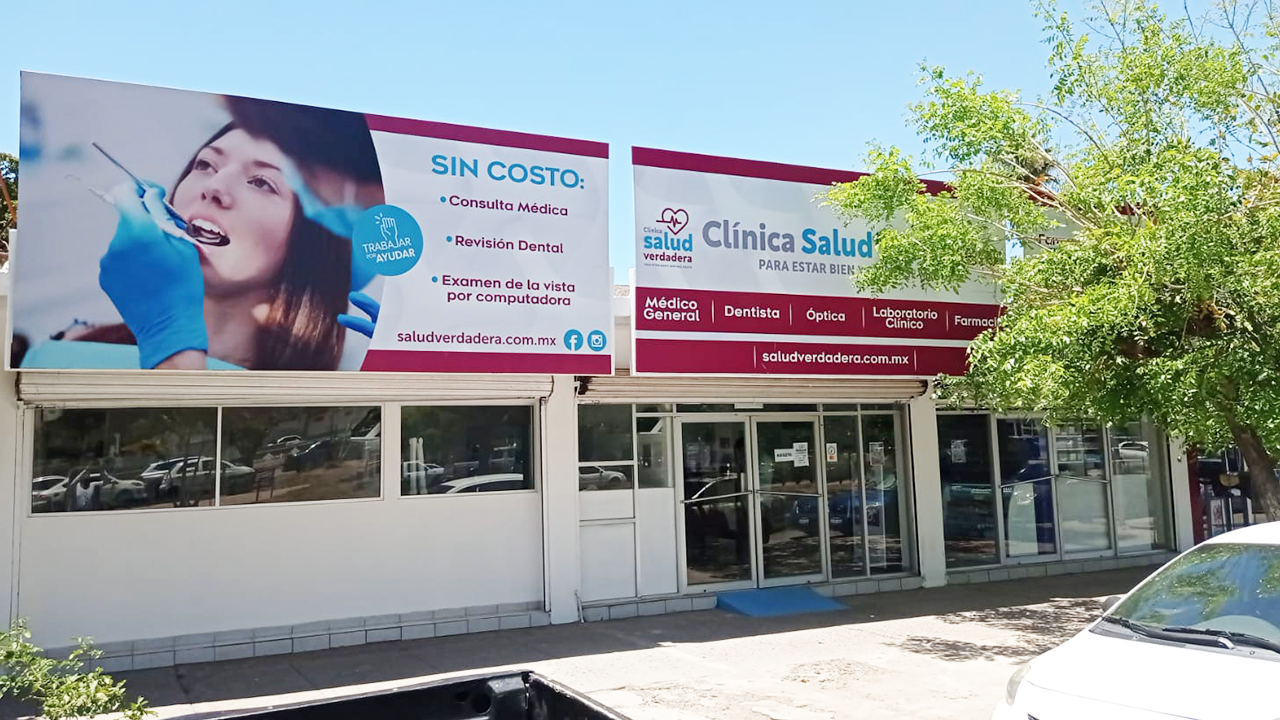 SIN COSTO:
• Consulta Médica
• Revisión Dental
• Examen de la vista
por computadora
TRABAJAR
POR AYUDAR
saludverdadera.com.mx
Clínica
salud
verdadera
Clínica Salud
PARA ESTAR BIEN
Médico
General
Dentista
Óptica
Laboratorio
Clínico
saludverdadera.com.mx